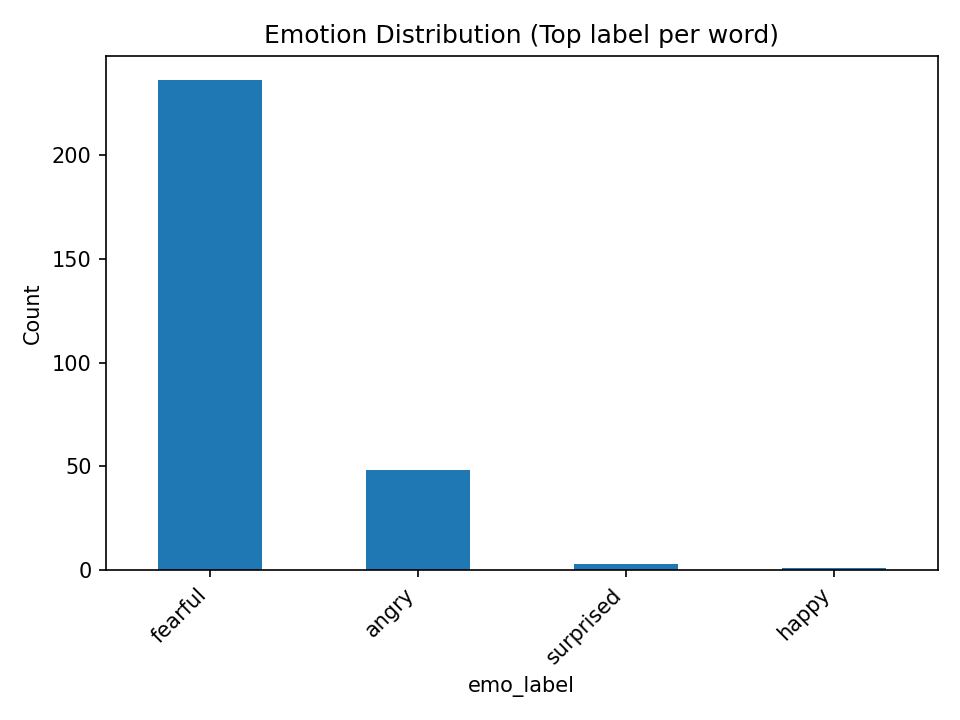 Emotion Distribution (Top label per word)
200
150
100
50
0
Count
fearful
angry
surprised
happy
emo_label